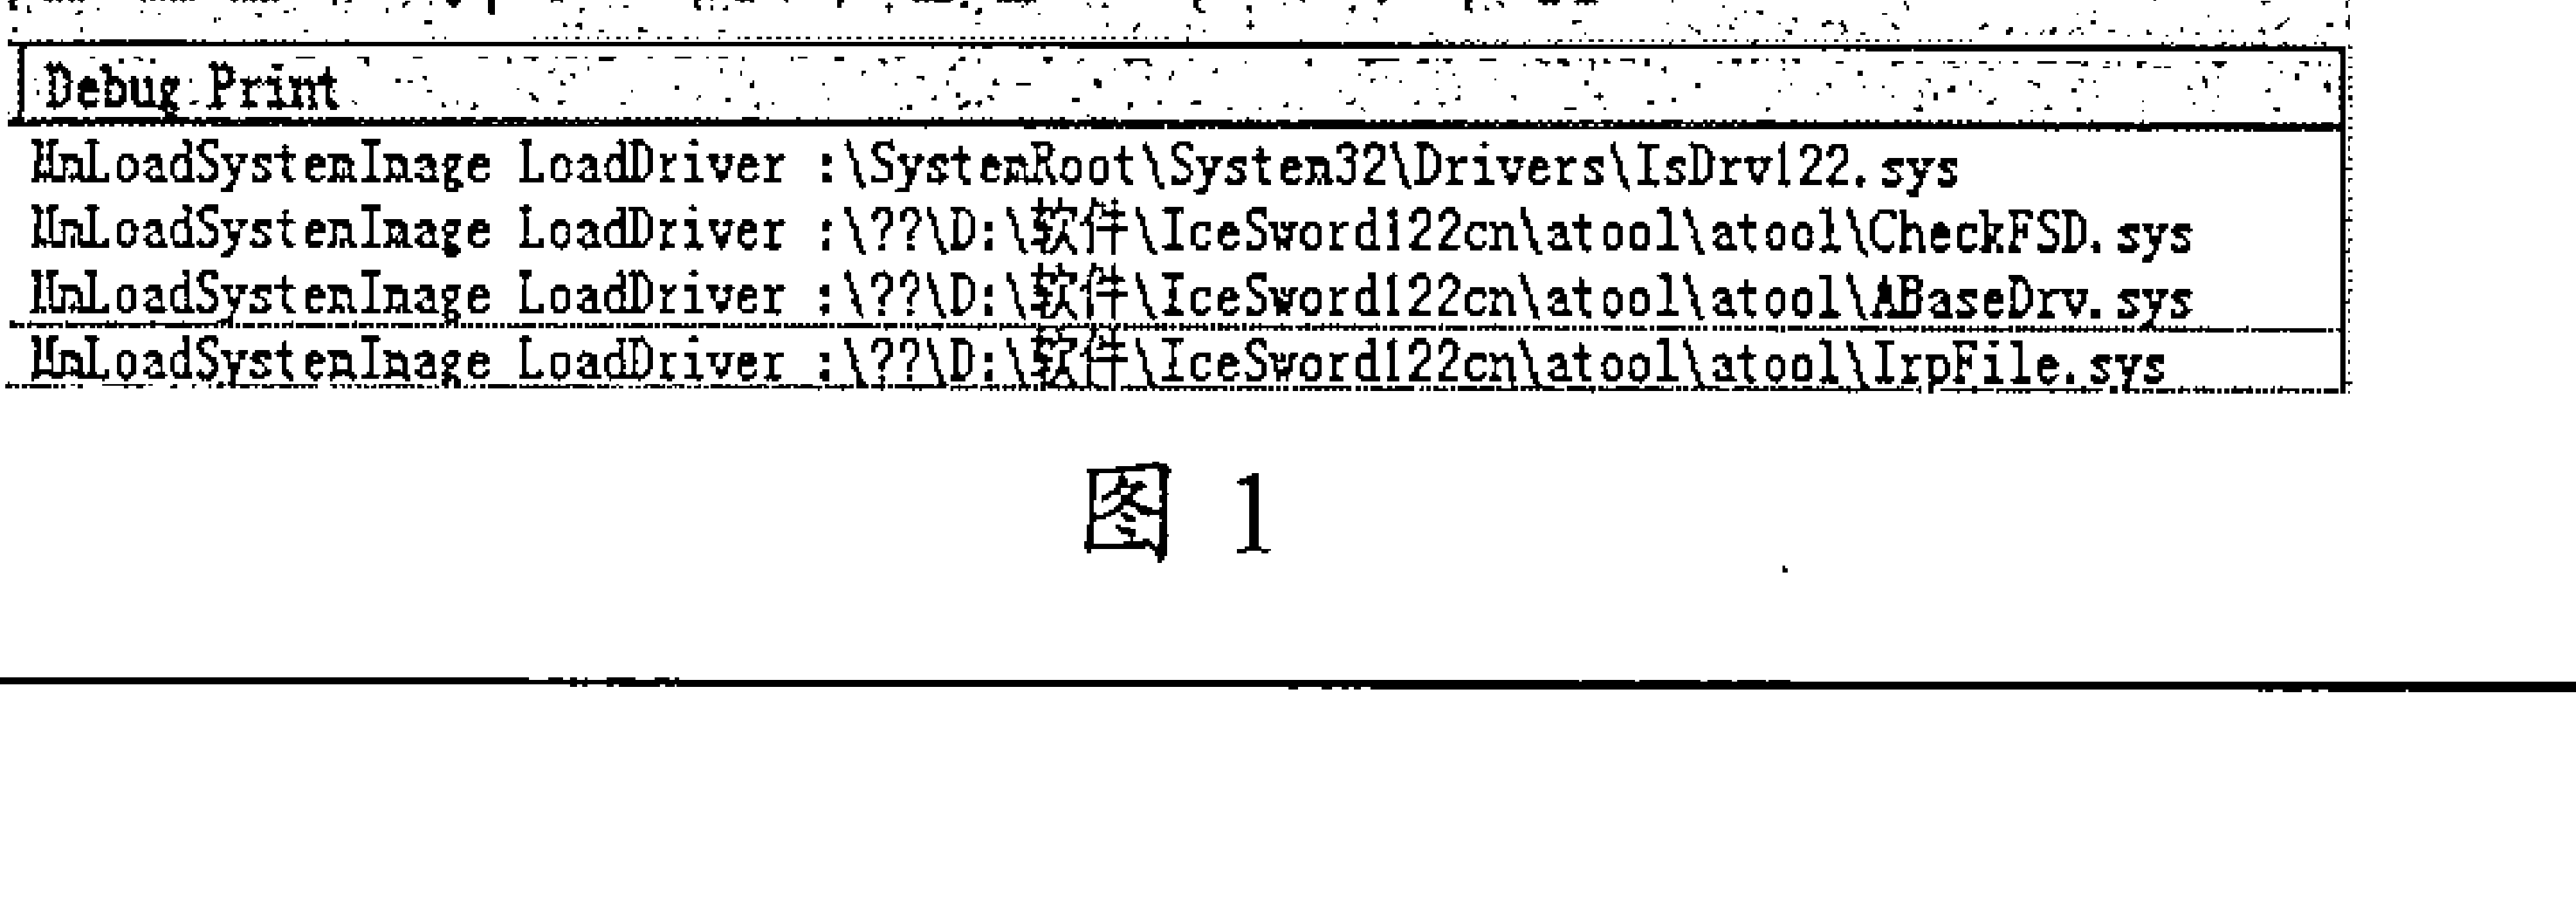 Debug Print
MmLoadSystemImage LoadDriver :\SystemRoot\System32\Drivers\IsDrv122.sys
MmLoadSystemImage LoadDriver :\??\D:\软件\IceSword122cn\atool\atool\CheckFSD.sys
MmLoadSystemImage LoadDriver :\??\D:\软件\IceSword122cn\atool\atool\ABaseDrv.sys
MmLoadSystemImage LoadDriver :\??\D:\软件\IceSword122cn\atool\atool\IrpFile.sys
图 1